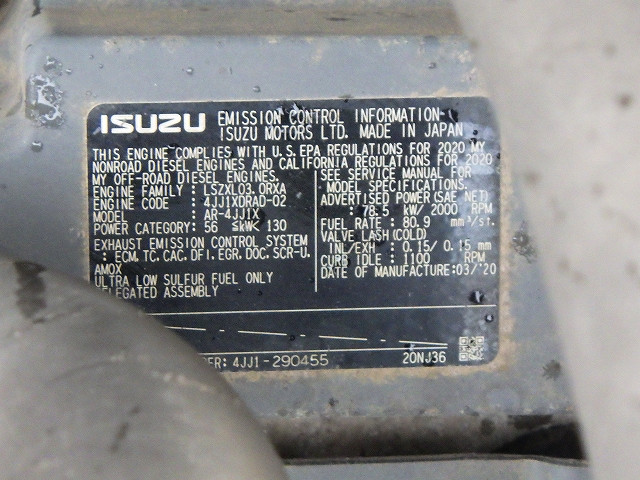 ISUZU EMISSION CONTROL INFORMATION
ISUZU MOTORS LTD. MADE IN JAPAN
THIS ENGINE COMPLIES WITH U.S.EPA REGULATIONS FOR 2020 MY
NONROAD DIESEL ENGINES AND CALIFORNIA REGULATIONS FOR 2020
MY OFF-ROAD DIESEL ENGINES.
ENGINE FAMILY : LSZXL03.0RXA
ENGINE CODE : 4JJ1XDRAD-02
MODEL : AR-4JJ1X
POWER CATEGORY: 56 ≤kW< 130
EXHAUST EMISSION CONTROL SYSTEM
: ECM, TC, CAC, DFI, EGR, DOC, SCR-U,
AMOX
ULTRA LOW SULFUR FUEL ONLY
DELEGATED ASSEMBLY
SEE SERVICE MANUAL FOR
MODEL SPECIFICATIONS.
ADVERTISED POWER(SAE NET)
: 78.5 kW/ 2000 RPM
FUEL RATE : 80.9 mm³/st.
VALVE LASH(COLD)
INL/EXH : 0.15/ 0.15 mm
CURB IDLE : 1100 RPM
DATE OF MANUFACTURE:03/'20
4JJ1-290455
20NJ36